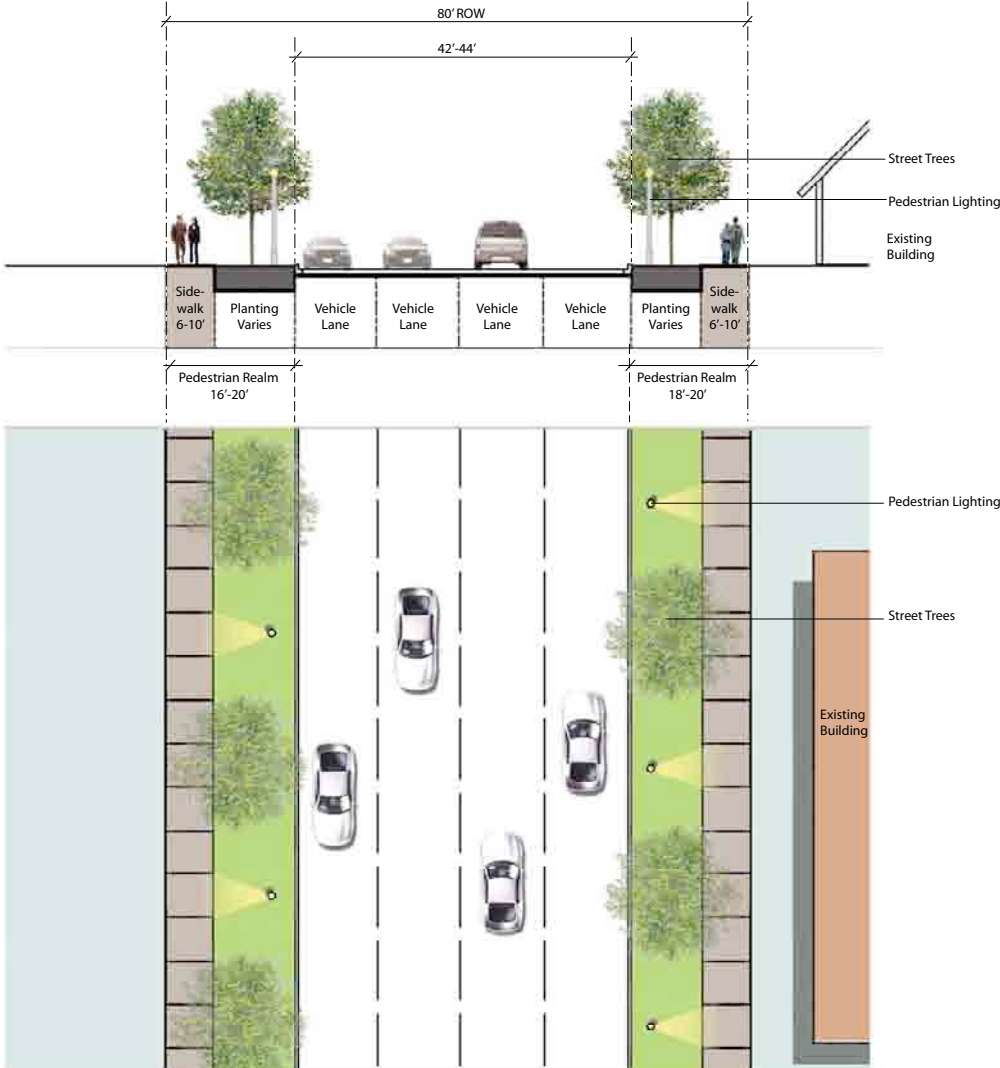 80' ROW
42'-44'
Street Trees
Pedestrian Lighting
Existing
Building
Side-
walk
6-10'
Planting
Varies
Vehicle
Lane
Vehicle
Lane
Vehicle
Lane
Vehicle
Lane
Planting
Varies
Side-
walk
6'-10'
Pedestrian Realm
16'-20'
Pedestrian Realm
18'-20'
Pedestrian Lighting
Street Trees
Existing
Building